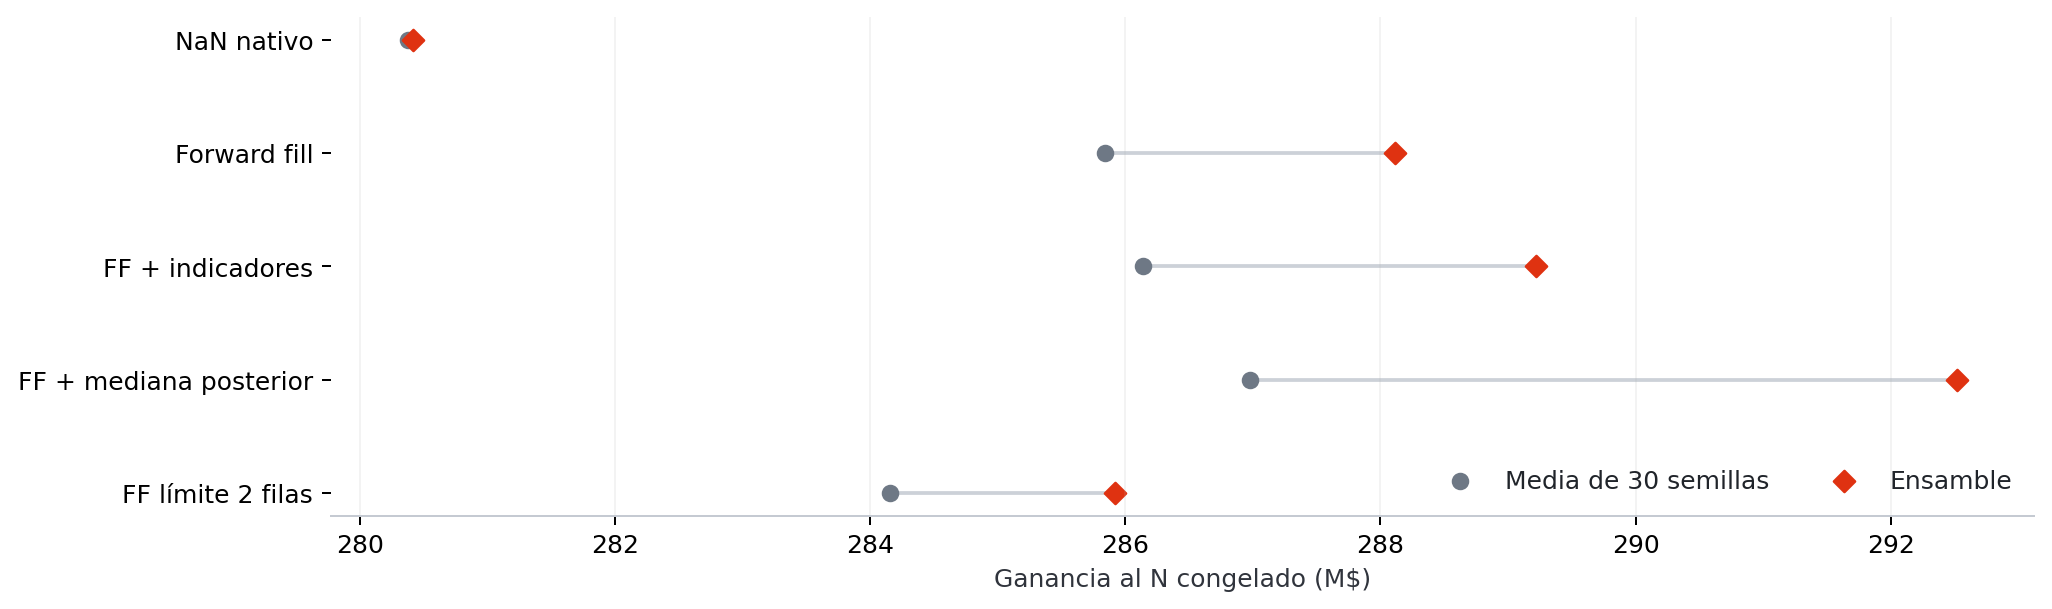 NaN nativo
Forward fill
FF + indicadores
FF + mediana posterior
FF límite 2 filas
Media de 30 semillas
Ensamble
280 282 284 286 288 290 292
Ganancia al N congelado (M$)